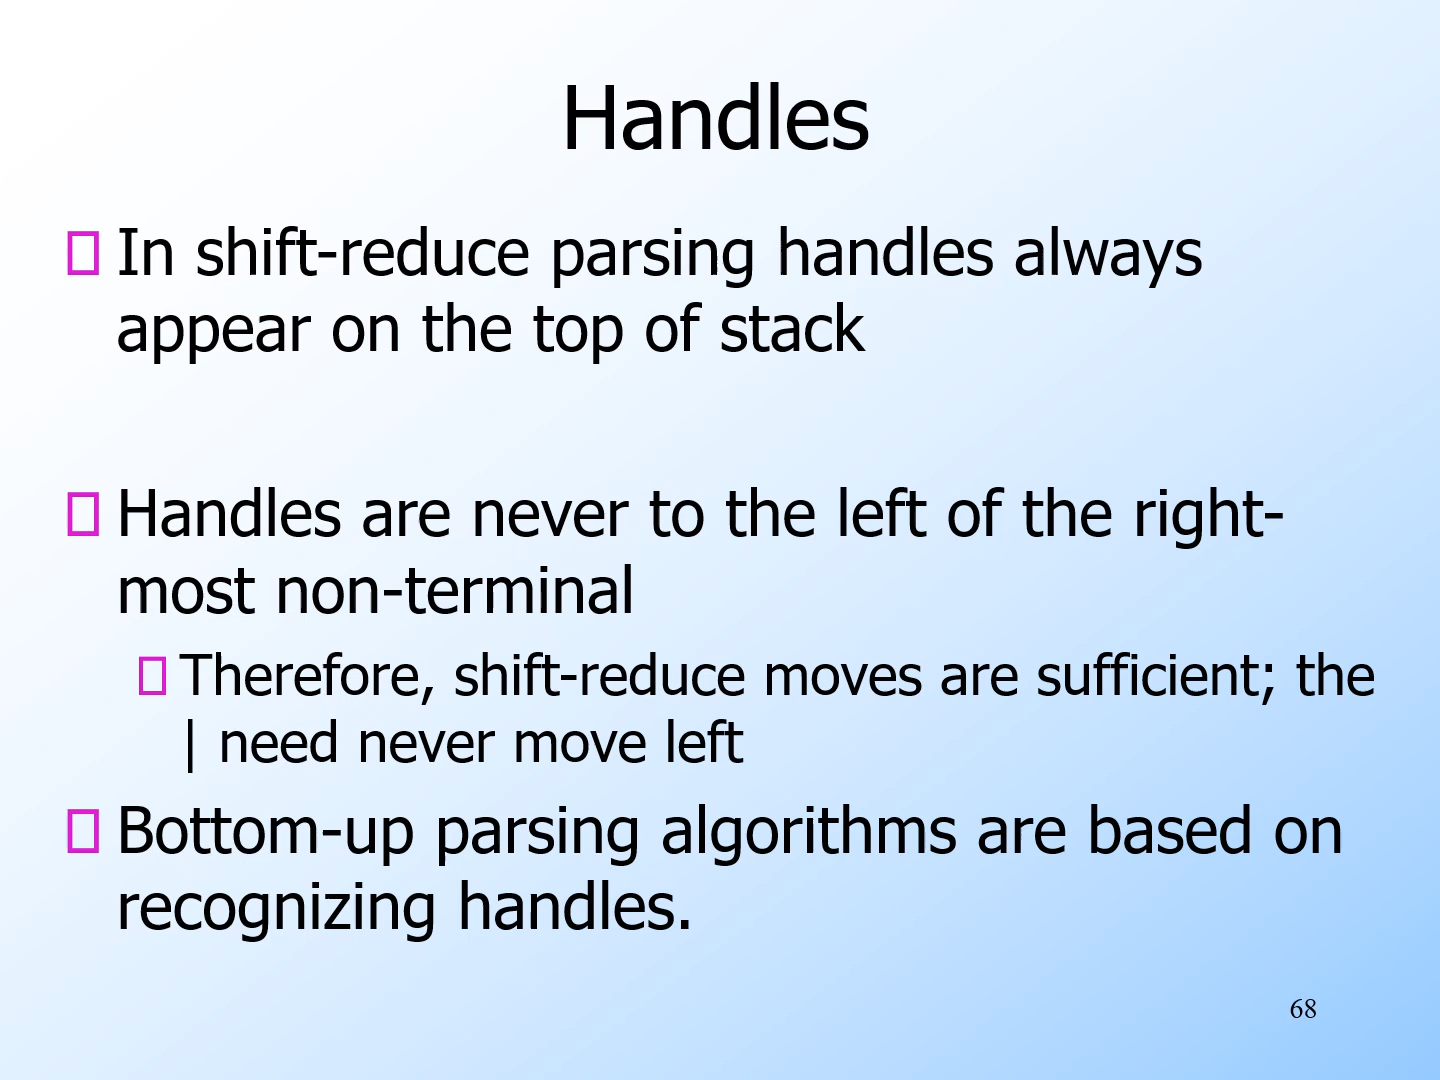 Handles
In shift-reduce parsing handles always
appear on the top of stack
Handles are never to the left of the right-
most non-terminal
Therefore, shift-reduce moves are sufficient; the
| need never move left
Bottom-up parsing algorithms are based on
recognizing handles.
68